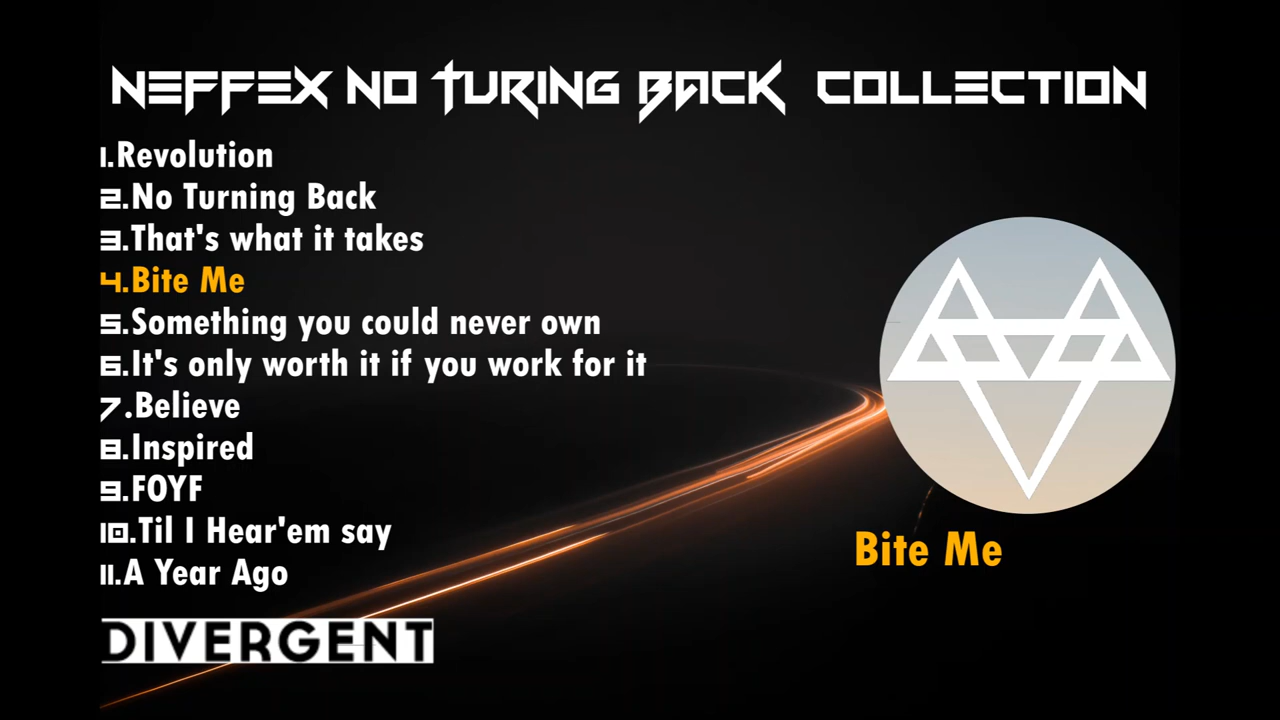 NEFFEX NO TURING BACK COLLECTION
1.Revolution
2.No Turning Back
3.That's what it takes
4.Bite Me
5.Something you could never own
6.It's only worth it if you work for it
7.Believe
8.Inspired
9.FOYF
10.Til I Hear'em say
11.A Year Ago
Bite Me
DIVERGENT